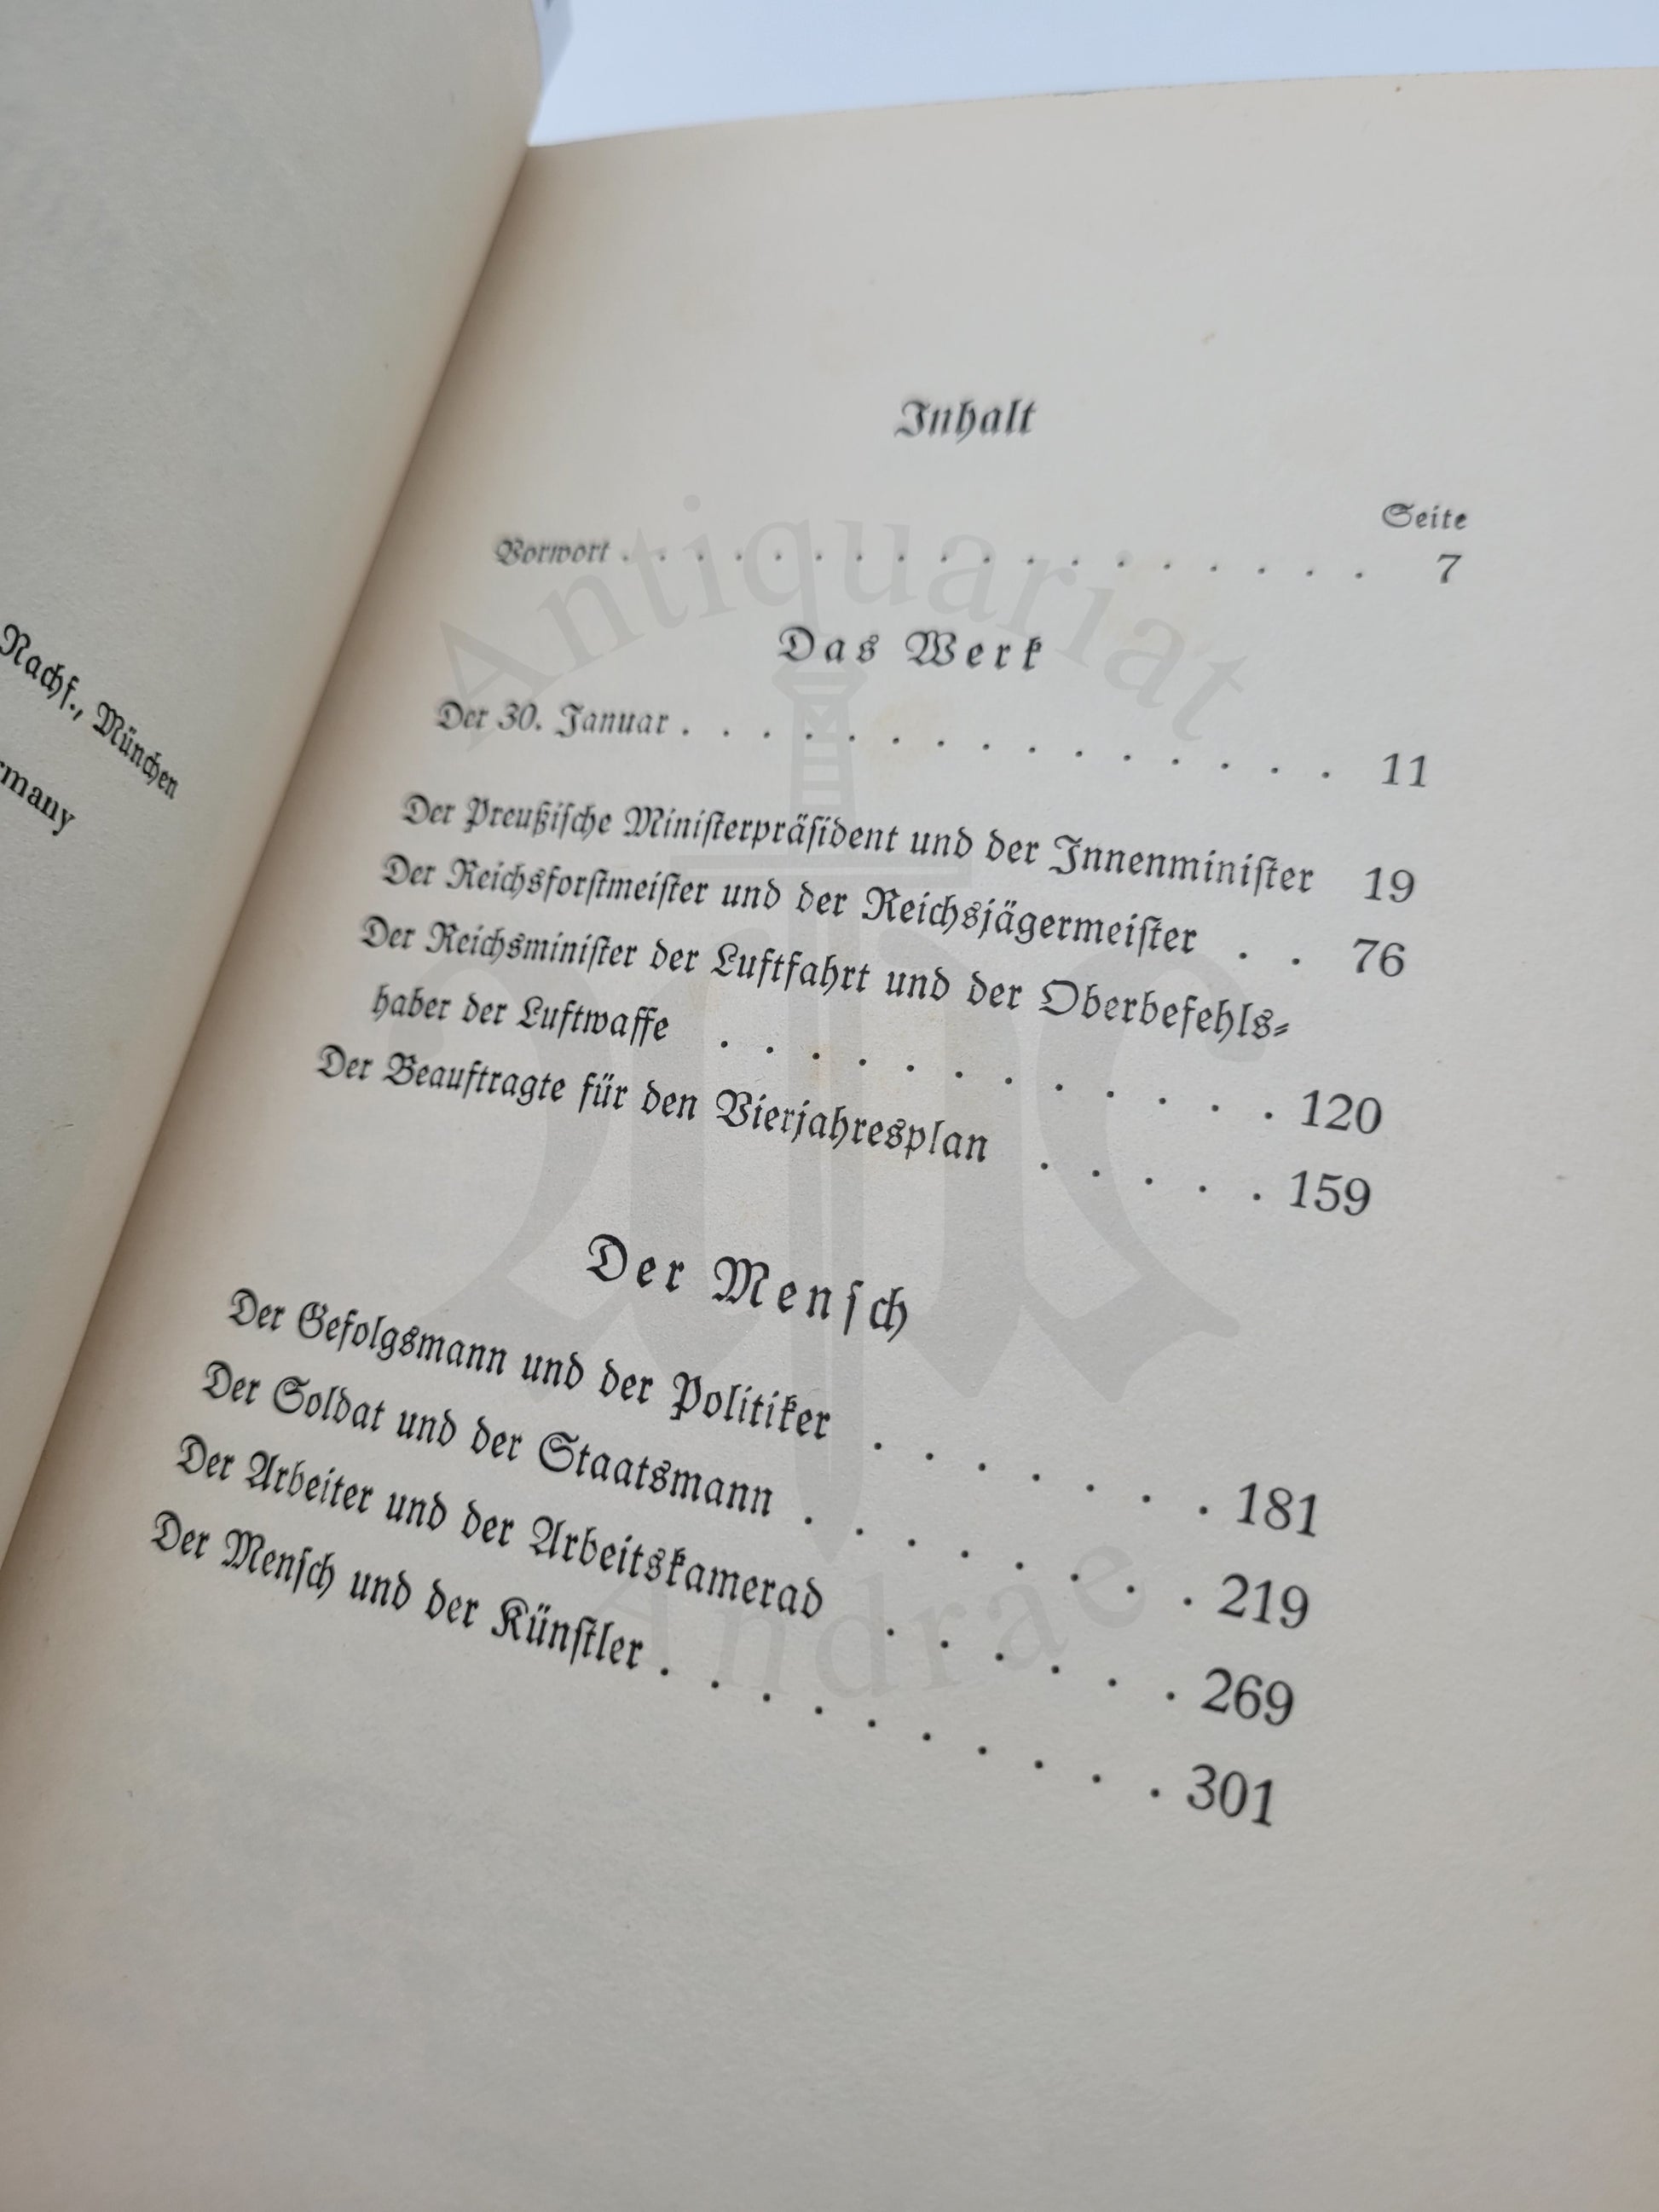 Nachf., München
rmany
Inhalt
Seite
Vorwort . . . . . . . . . . . . . . . . . 7
Das Werk
Der 30. Januar . . . . . . . . . . . . . . . 11
Der Preußiſche Miniſterpräſident und der Innenminiſter 19
Der Reichsforſtmeiſter und der Reichsjägermeiſter . . 76
Der Reichsminiſter der Luftfahrt und der Oberbefehls-
haber der Luftwaffe . . . . . . . . . . . . 120
Der Beauftragte für den Vierjahresplan . . . . . 159
Der Menſch
Der Gefolgsmann und der Politiker . . . . . . . 181
Der Soldat und der Staatsmann . . . . . . . . 219
Der Arbeiter und der Arbeitskamerad . . . . . . 269
Der Menſch und der Künſtler . . . . . . . . . . 301
Antiquariat
Andrae